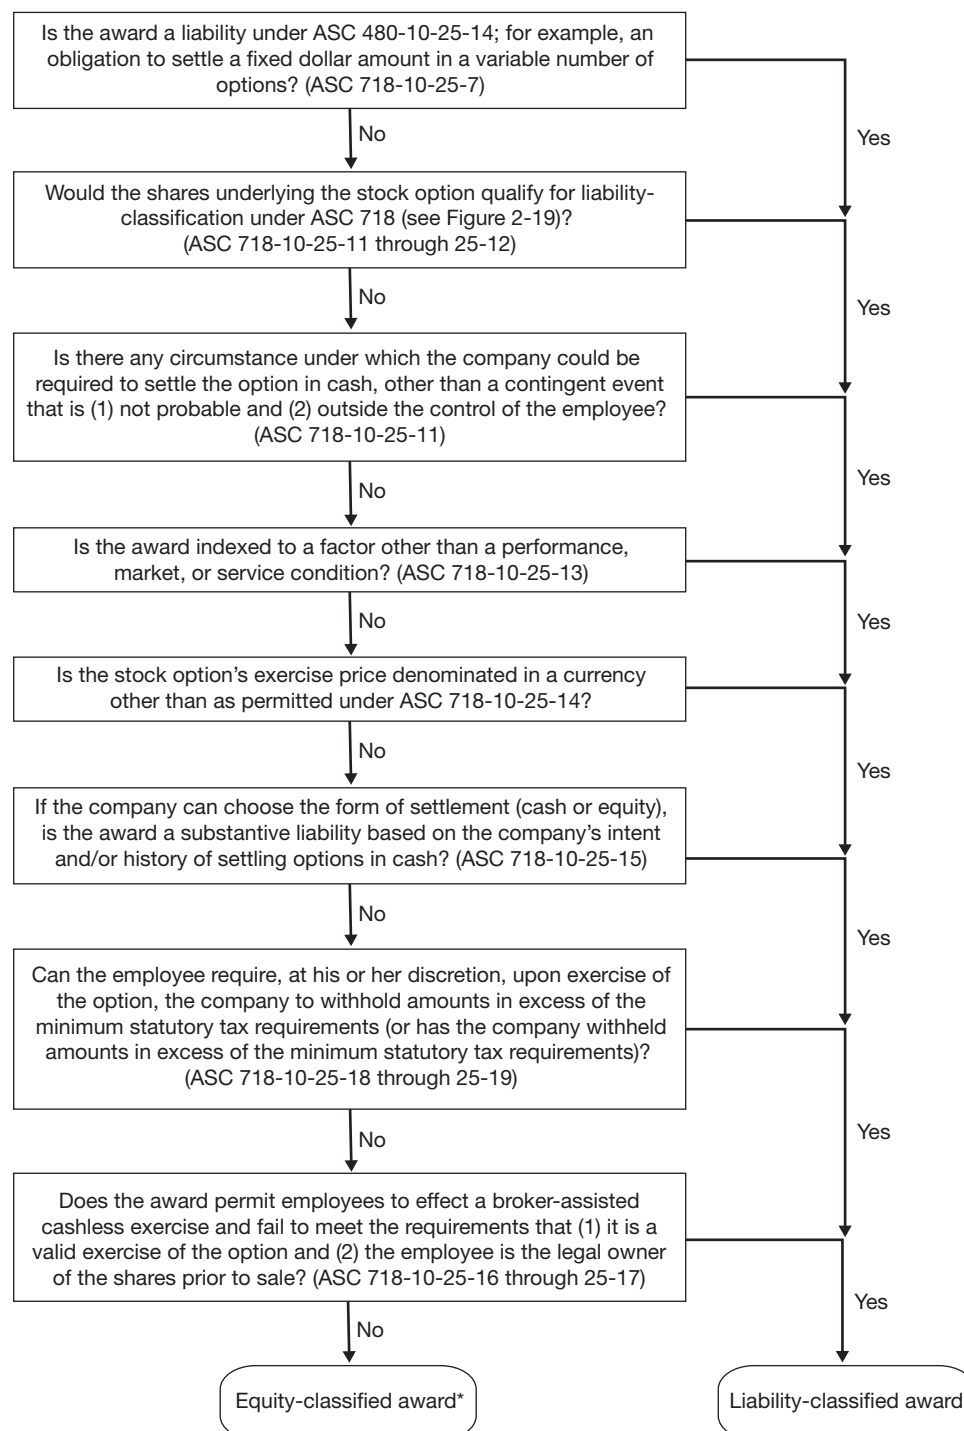 Is the award a liability under ASC 480-10-25-14; for example, an
obligation to settle a fixed dollar amount in a variable number of
options? (ASC 718-10-25-7)
No
Yes
Would the shares underlying the stock option qualify for liability-
classification under ASC 718 (see Figure 2-19)?
(ASC 718-10-25-11 through 25-12)
No
Yes
Is there any circumstance under which the company could be
required to settle the option in cash, other than a contingent event
that is (1) not probable and (2) outside the control of the employee?
(ASC 718-10-25-11)
No
Yes
Is the award indexed to a factor other than a performance,
market, or service condition? (ASC 718-10-25-13)
No
Yes
Is the stock option's exercise price denominated in a currency
other than as permitted under ASC 718-10-25-14?
No
Yes
If the company can choose the form of settlement (cash or equity),
is the award a substantive liability based on the company's intent
and/or history of settling options in cash? (ASC 718-10-25-15)
No
Yes
Can the employee require, at his or her discretion, upon exercise of
the option, the company to withhold amounts in excess of the
minimum statutory tax requirements (or has the company withheld
amounts in excess of the minimum statutory tax requirements)?
(ASC 718-10-25-18 through 25-19)
No
Yes
Does the award permit employees to effect a broker-assisted
cashless exercise and fail to meet the requirements that (1) it is a
valid exercise of the option and (2) the employee is the legal owner
of the shares prior to sale? (ASC 718-10-25-16 through 25-17)
No
Yes
Equity-classified award*
Liability-classified award